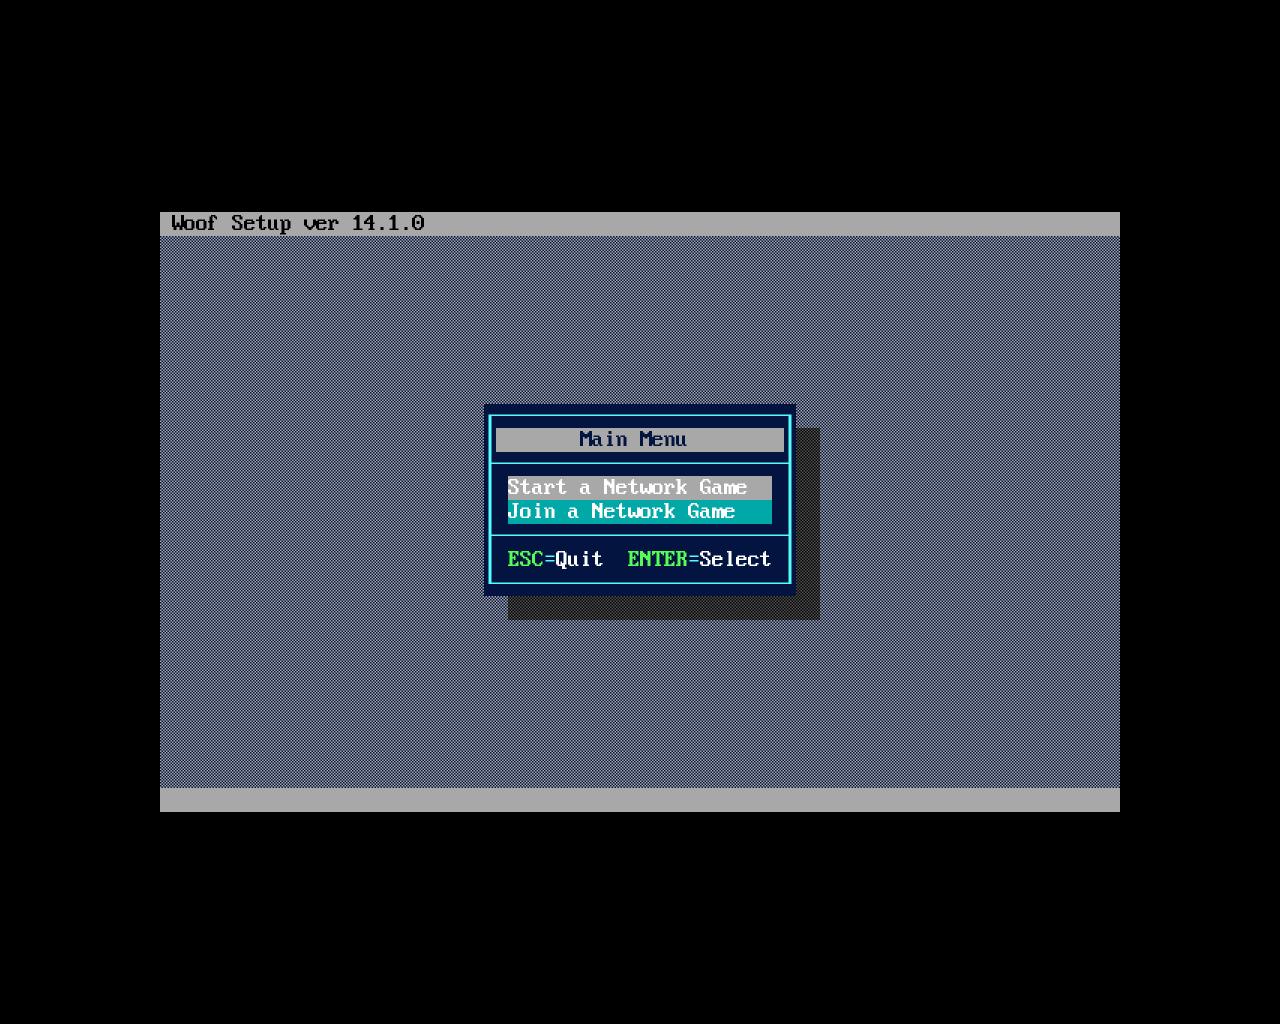 Woof Setup ver 14.1.0
Main Menu
Start a Network Game
Join a Network Game
ESC=Quit  ENTER=Select